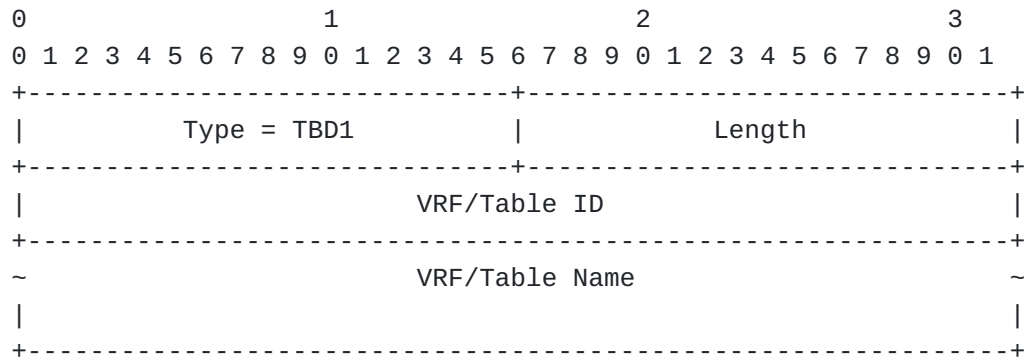 0                   1                   2                   3
0 1 2 3 4 5 6 7 8 9 0 1 2 3 4 5 6 7 8 9 0 1 2 3 4 5 6 7 8 9 0 1
+-------------------------------+-------------------------------+
|          Type = TBD1          |            Length             |
+-------------------------------+-------------------------------+
|                         VRF/Table ID                          |
+---------------------------------------------------------------+
~                         VRF/Table Name                        ~
|                                                               |
+---------------------------------------------------------------+